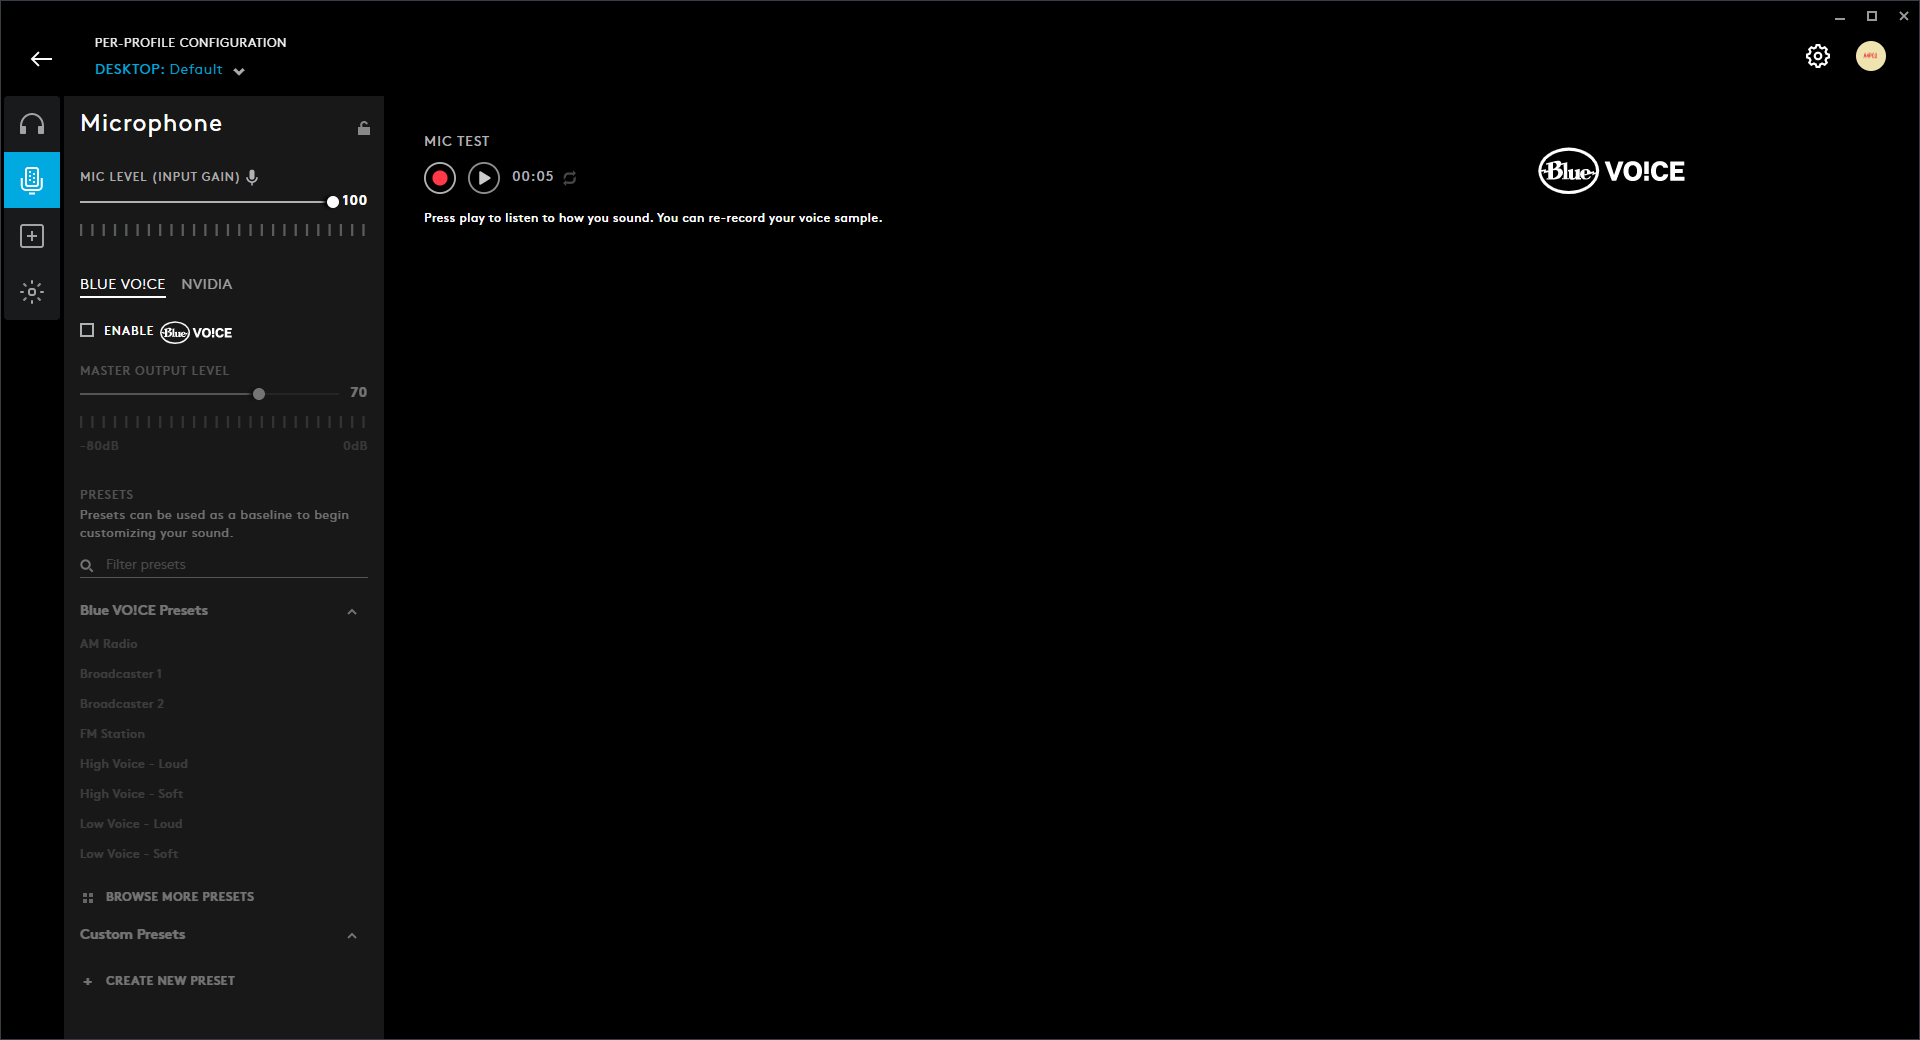 PER-PROFILE CONFIGURATION
DESKTOP: Default
Microphone
MIC LEVEL (INPUT GAIN)
100
BLUE VO!CE NVIDIA
ENABLE Blue VO!CE
MASTER OUTPUT LEVEL
70
-80dB 0dB
PRESETS
Presets can be used as a baseline to begin
customizing your sound.
Filter presets
Blue VO!CE Presets
AM Radio
Broadcaster 1
Broadcaster 2
FM Station
High Voice - Loud
High Voice - Soft
Low Voice - Loud
Low Voice - Soft
BROWSE MORE PRESETS
Custom Presets
+ CREATE NEW PRESET
MIC TEST
00:05
Press play to listen to how you sound. You can re-record your voice sample.
Blue VO!CE